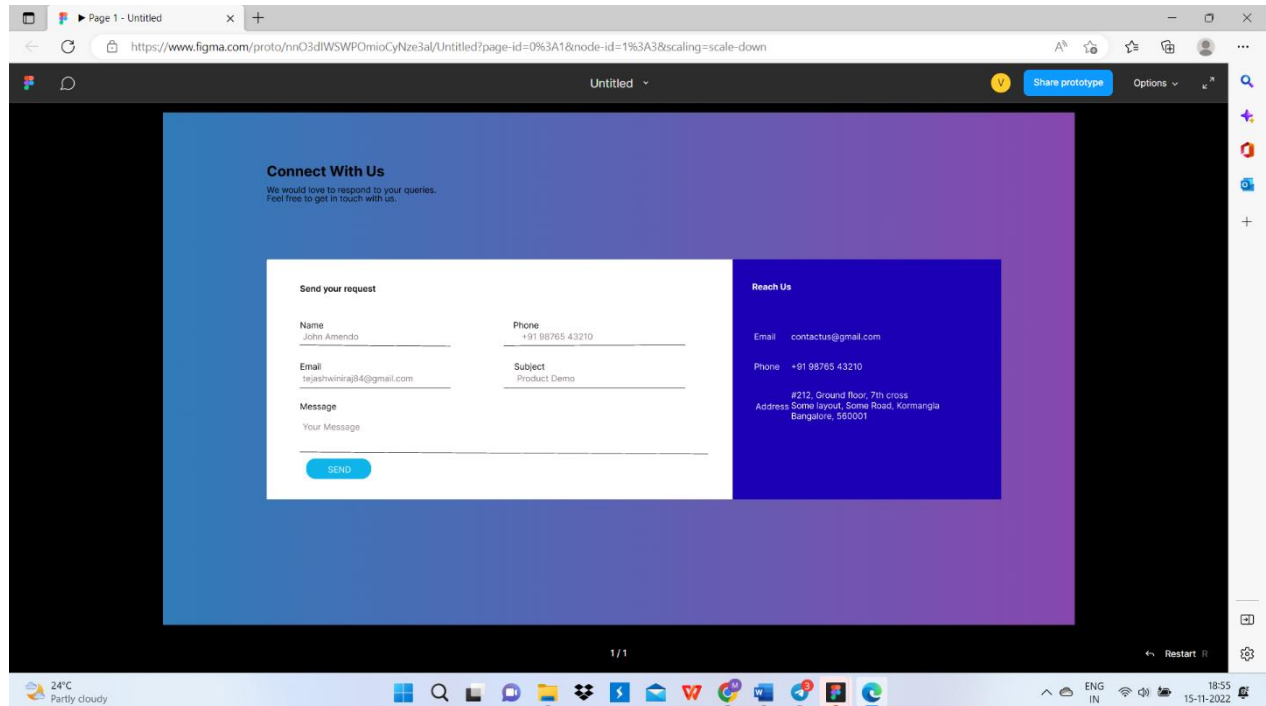 Page 1 - Untitled
https://www.figma.com/proto/nnO3dIWSWPOmioCyNze3al/Untitled?page-id=0%3A1&node-id=1%3A3&scaling=scale-down
Untitled
V
Share prototype
Options
Connect With Us
We would love to respond to your queries.
Feel free to get in touch with us.
Send your request
Name
John Amendo
Phone
+91 98765 43210
Email
tejashwiniraj84@gmail.com
Subject
Product Demo
Message
Your Message
SEND
Reach Us
Email contactus@gmail.com
Phone +91 98765 43210
#212, Ground floor, 7th cross
Address Some layout, Some Road, Kormangla
Bangalore, 560001
1 / 1
Restart R
24°C
Partly cloudy
ENG
IN
18:55
15-11-2022